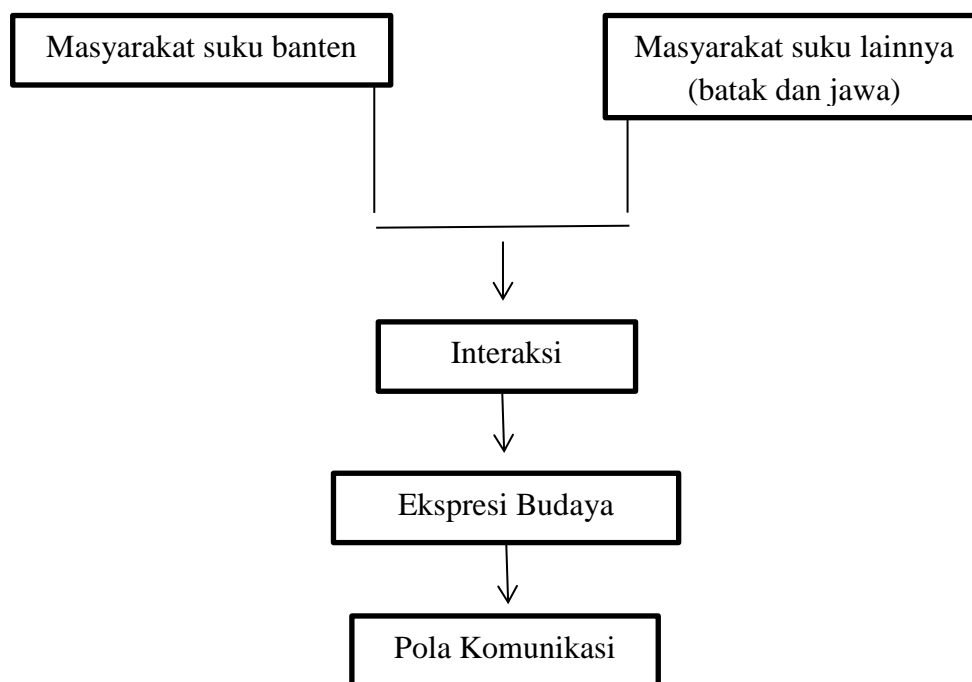 Masyarakat suku banten
Masyarakat suku lainnya
(batak dan jawa)
Interaksi
Ekspresi Budaya
Pola Komunikasi